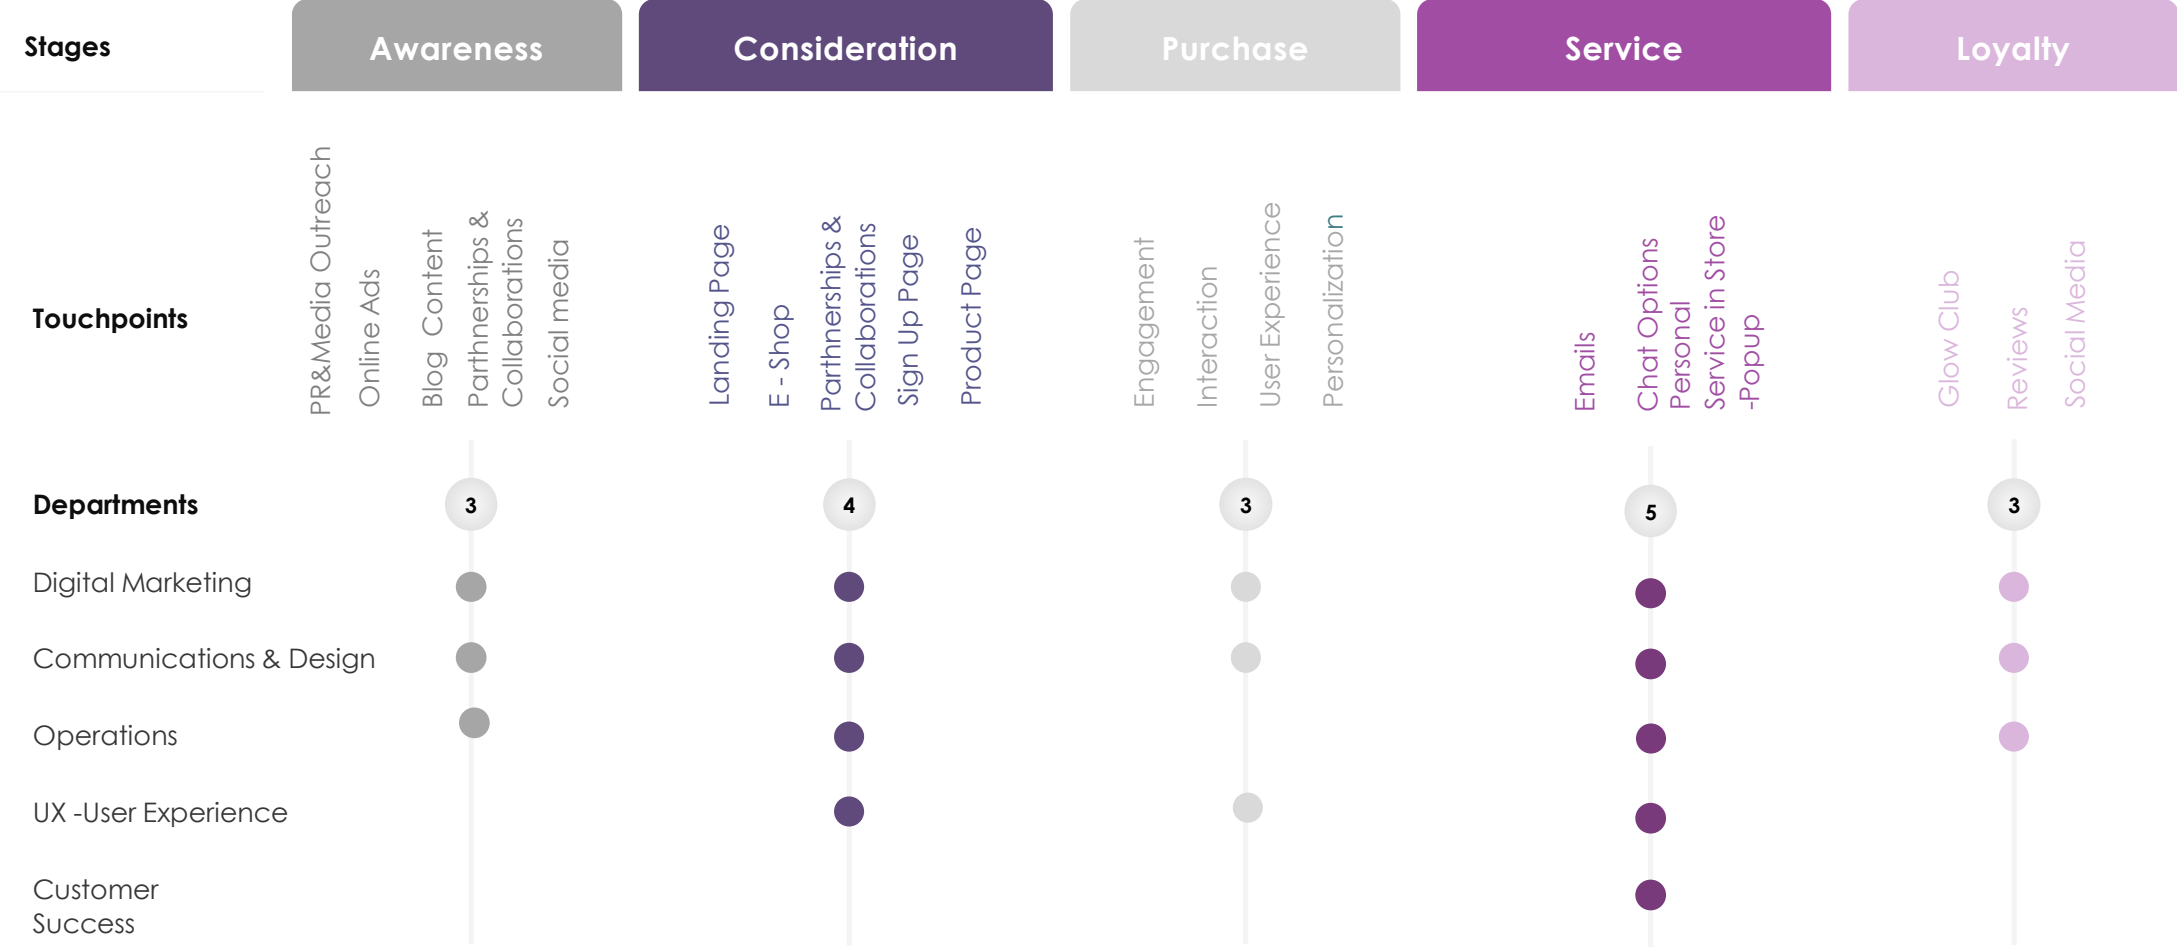 Stages
Awareness
Consideration
Purchase
Service
Loyalty
Touchpoints
PR&Media Outreach
Online Ads
Blog Content
Parthnerships &
Collaborations
Social media
Landing Page
E - Shop
Parthnerships &
Collaborations
Sign Up Page
Product Page
Engagement
Interaction
User Experience
Personalization
Emails
Chat Options
Personal
Service in Store
-Popup
Glow Club
Reviews
Social Media
Departments
3
4
3
5
3
Digital Marketing
Communications & Design
Operations
UX -User Experience
Customer
Success